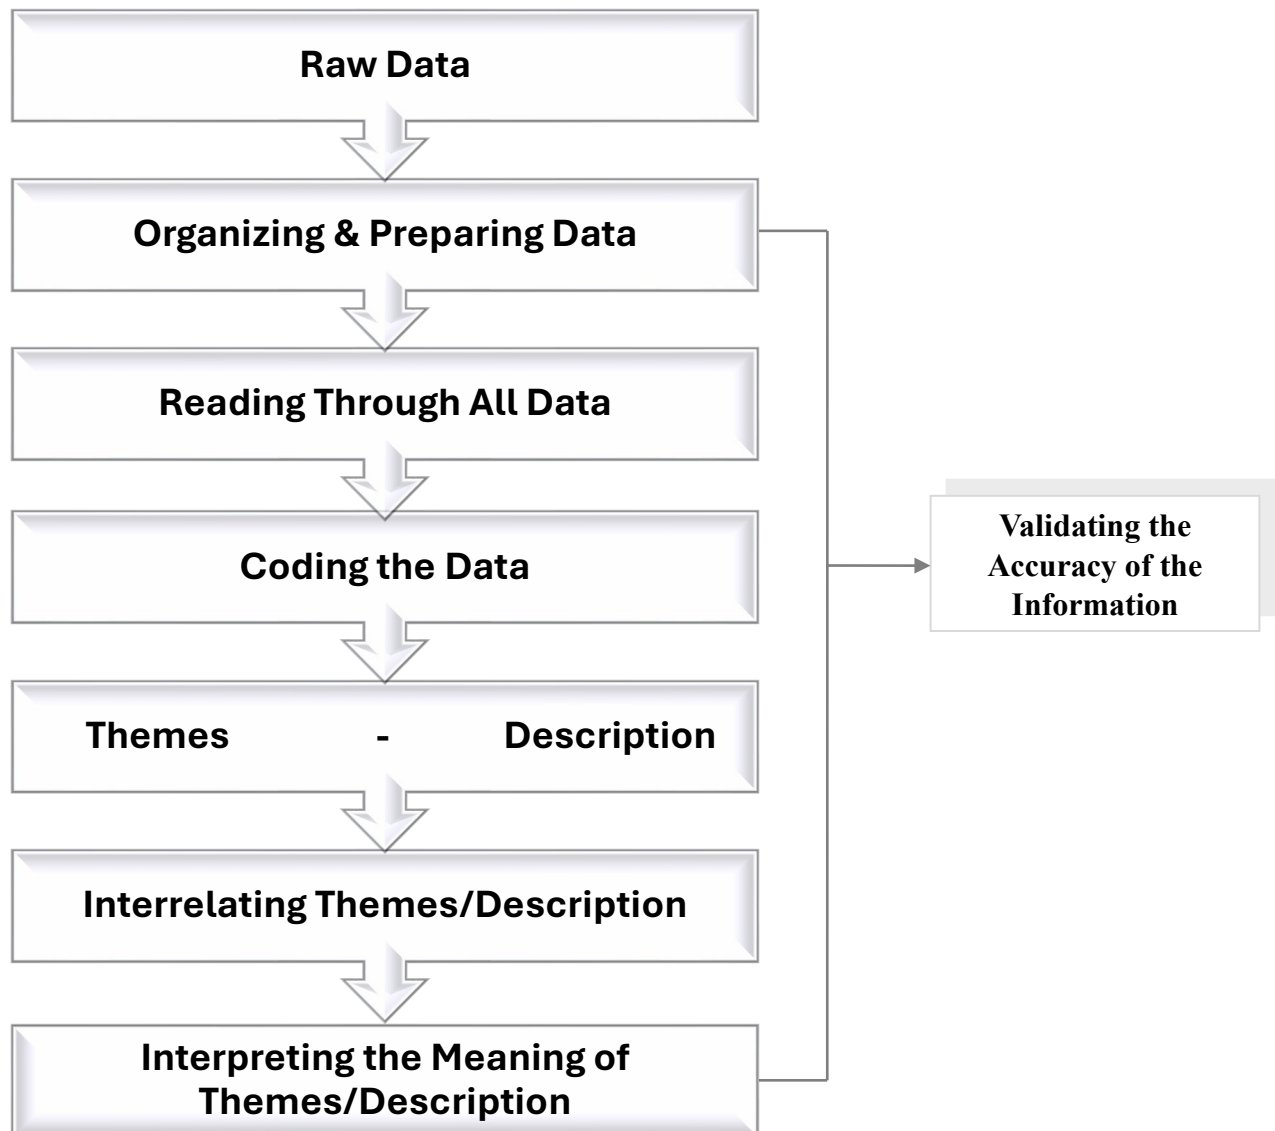 Raw Data
Organizing & Preparing Data
Reading Through All Data
Coding the Data
Themes - Description
Interrelating Themes/Description
Interpreting the Meaning of
Themes/Description
Validating the
Accuracy of the
Information